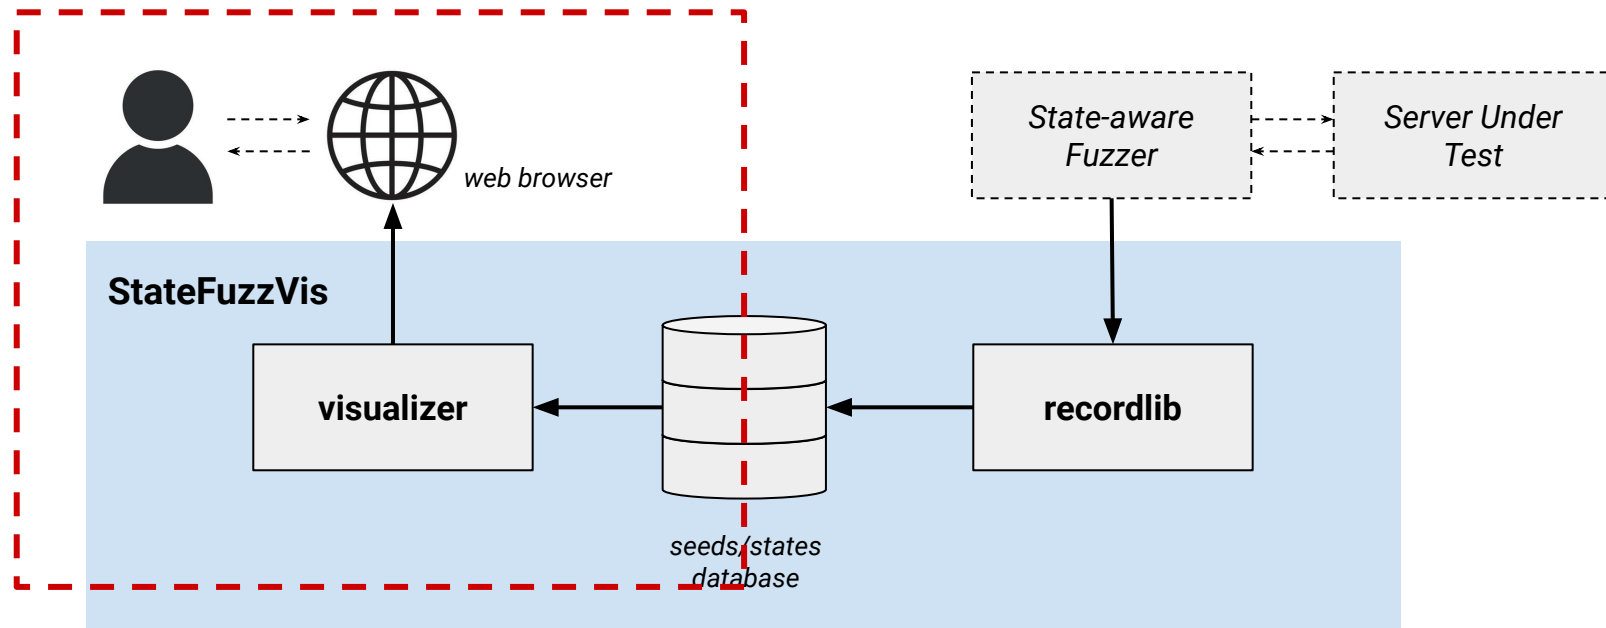 State-aware
Fuzzer
Server Under
Test
web browser
StateFuzzVis
visualizer
recordlib
seeds/states
database